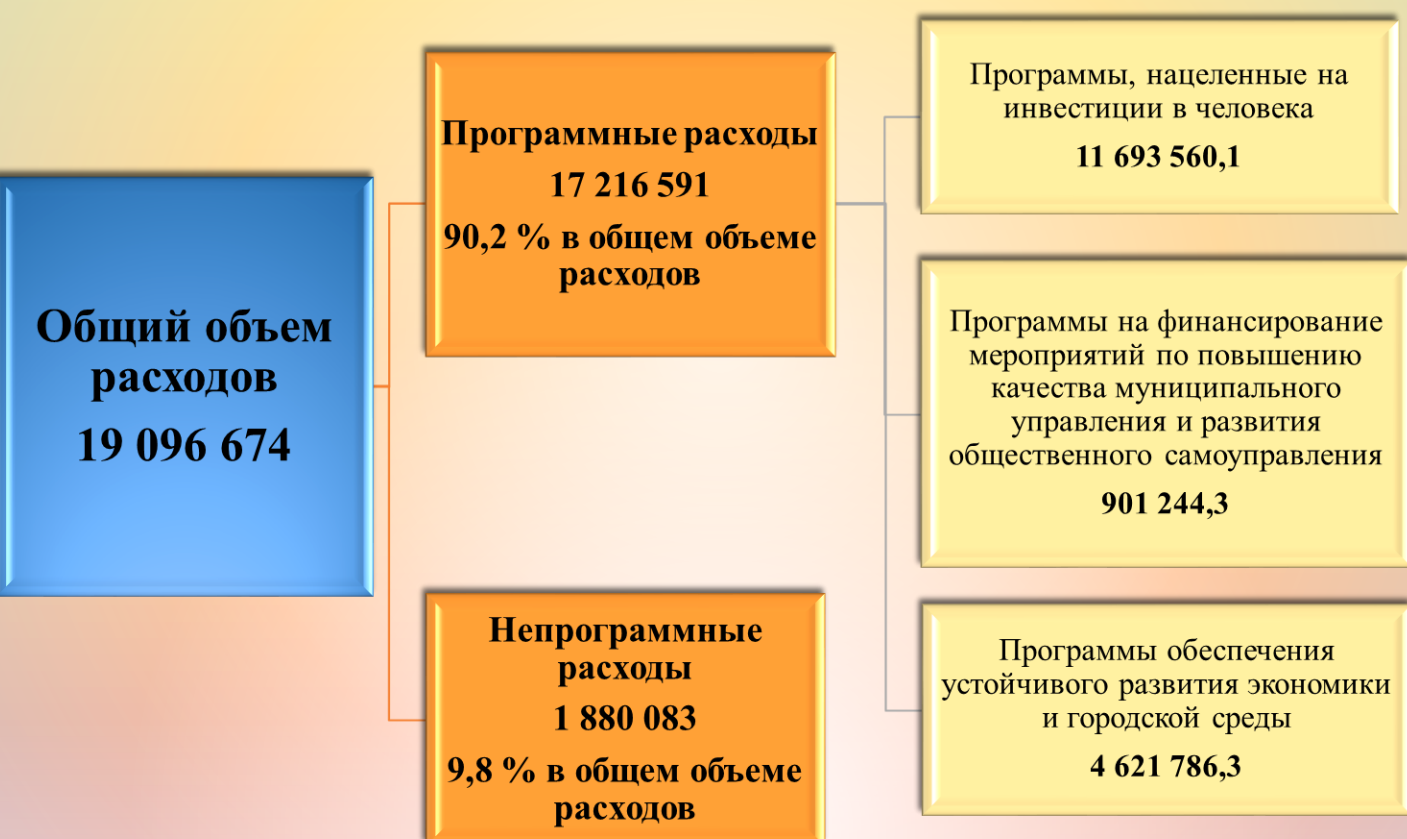 Общий объем
расходов
19 096 674
Программные расходы
17 216 591
90,2 % в общем объеме
расходов
Непрограммные
расходы
1 880 083
9,8 % в общем объеме
расходов
Программы, нацеленные на
инвестиции в человека
11 693 560,1
Программы на финансирование
мероприятий по повышению
качества муниципального
управления и развития
общественного самоуправления
901 244,3
Программы обеспечения
устойчивого развития экономики
и городской среды
4 621 786,3